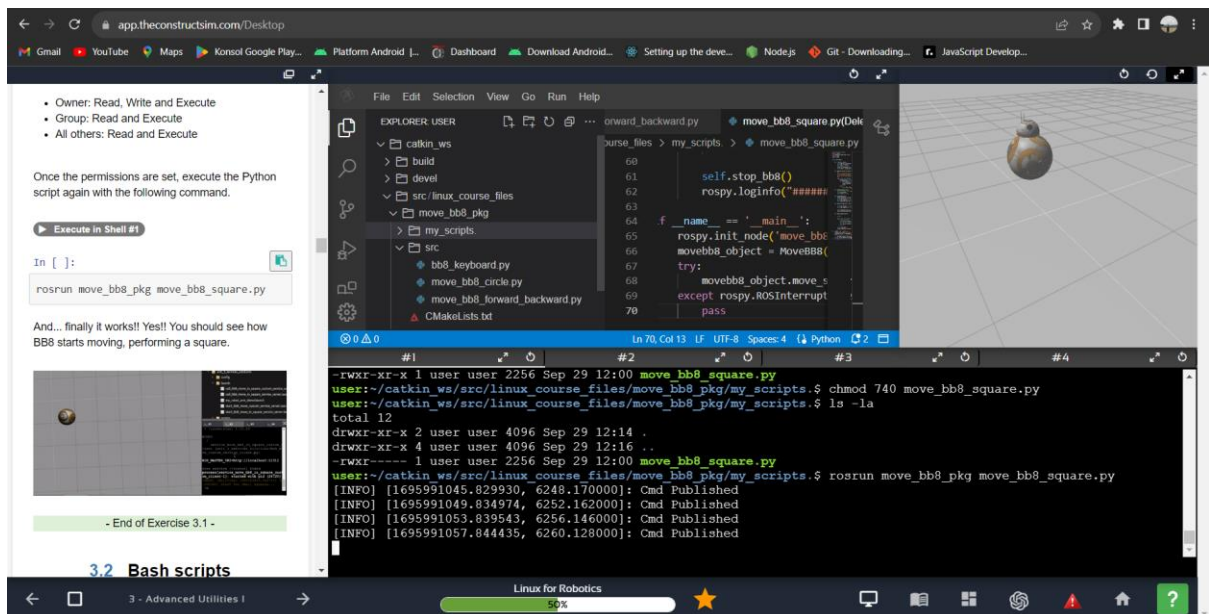 app.theconstructsim.com/Desktop
Gmail YouTube Maps Konsol Google Play... Platform Android |... Dashboard Download Android... Setting up the deve... Node.js Git - Downloading... JavaScript Develop...
• Owner: Read, Write and Execute
• Group: Read and Execute
• All others: Read and Execute
Once the permissions are set, execute the Python
script again with the following command.
Execute in Shell #1
In [ ]:
rosrun move_bb8_pkg move_bb8_square.py
And... finally it works!! Yes!! You should see how
BB8 starts moving, performing a square.
- End of Exercise 3.1 -
3.2 Bash scripts
File Edit Selection View Go Run Help
EXPLORER: USER
catkin_ws
build
devel
src/linux_course_files
move_bb8_pkg
my_scripts.
src
bb8_keyboard.py
move_bb8_circle.py
move_bb8_forward_backward.py
CMakeLists.txt
orward_backward.py move_bb8_square.py(Dele
ourse_files > my_scripts. > move_bb8_square.py
60
61 self.stop_bb8()
62 rospy.loginfo("######
63
64 f __name__ == '__main__':
65 rospy.init_node('move_bb8
66 movebb8_object = MoveBB8(
67 try:
68 movebb8_object.move_s
69 except rospy.ROSInterrupt
70 pass
0 0 Ln 70, Col 13 LF UTF-8 Spaces: 4 Python 2
#1 #2 #3 #4
-rwxr-xr-x 1 user user 2256 Sep 29 12:00 move_bb8_square.py
user:~/catkin_ws/src/linux_course_files/move_bb8_pkg/my_scripts.$ chmod 740 move_bb8_square.py
user:~/catkin_ws/src/linux_course_files/move_bb8_pkg/my_scripts.$ ls -la
total 12
drwxr-xr-x 2 user user 4096 Sep 29 12:14 .
drwxr-xr-x 4 user user 4096 Sep 29 12:16 ..
-rwxr----- 1 user user 2256 Sep 29 12:00 move_bb8_square.py
user:~/catkin_ws/src/linux_course_files/move_bb8_pkg/my_scripts.$ rosrun move_bb8_pkg move_bb8_square.py
[INFO] [1695991045.829930, 6248.170000]: Cmd Published
[INFO] [1695991049.834974, 6252.162000]: Cmd Published
[INFO] [1695991053.839543, 6256.146000]: Cmd Published
[INFO] [1695991057.844435, 6260.128000]: Cmd Published
3 - Advanced Utilities I
Linux for Robotics
50%